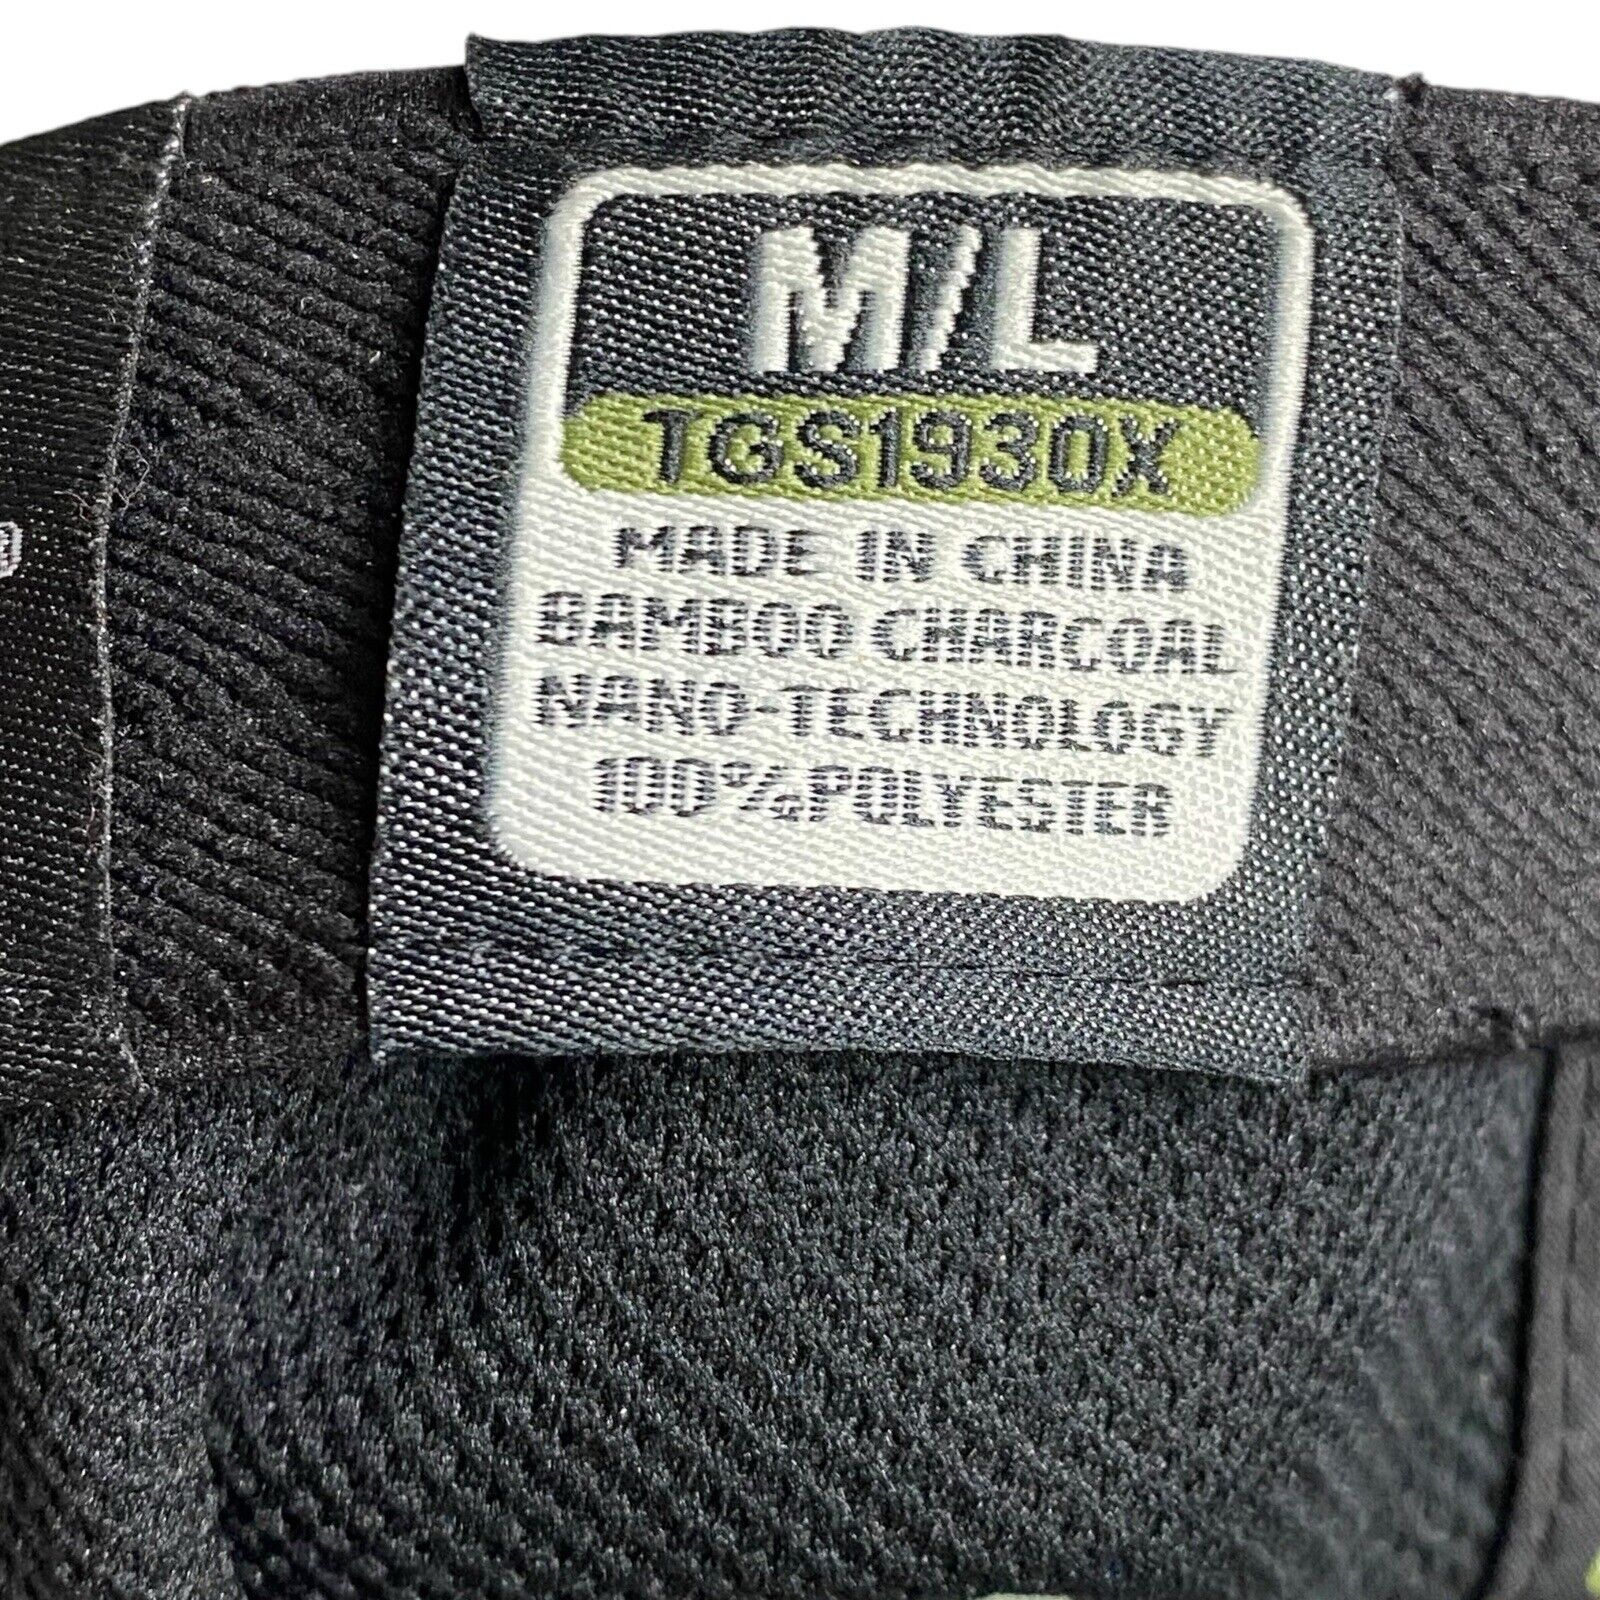 M/L
TGS1930X
MADE IN CHINA
BAMBOO CHARCOAL
NANO-TECHNOLOGY
100%POLYESTER